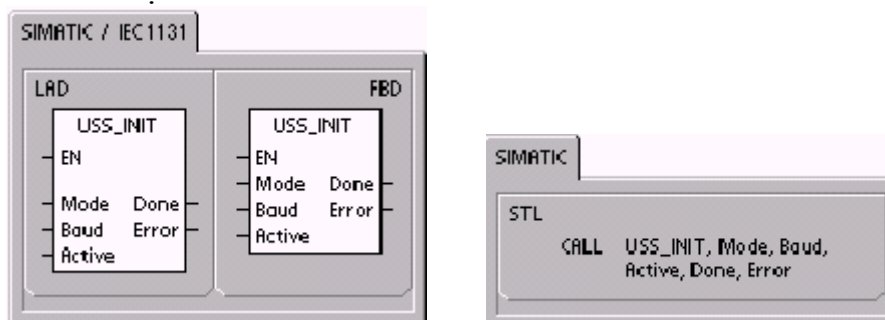 SIMATIC / IEC1131
LAD
FBD
USS_INIT
EN
Mode Done
Baud Error
Active
USS_INIT
EN
Mode Done
Baud Error
Active
SIMATIC
STL
CALL USS_INIT, Mode, Baud,
Active, Done, Error